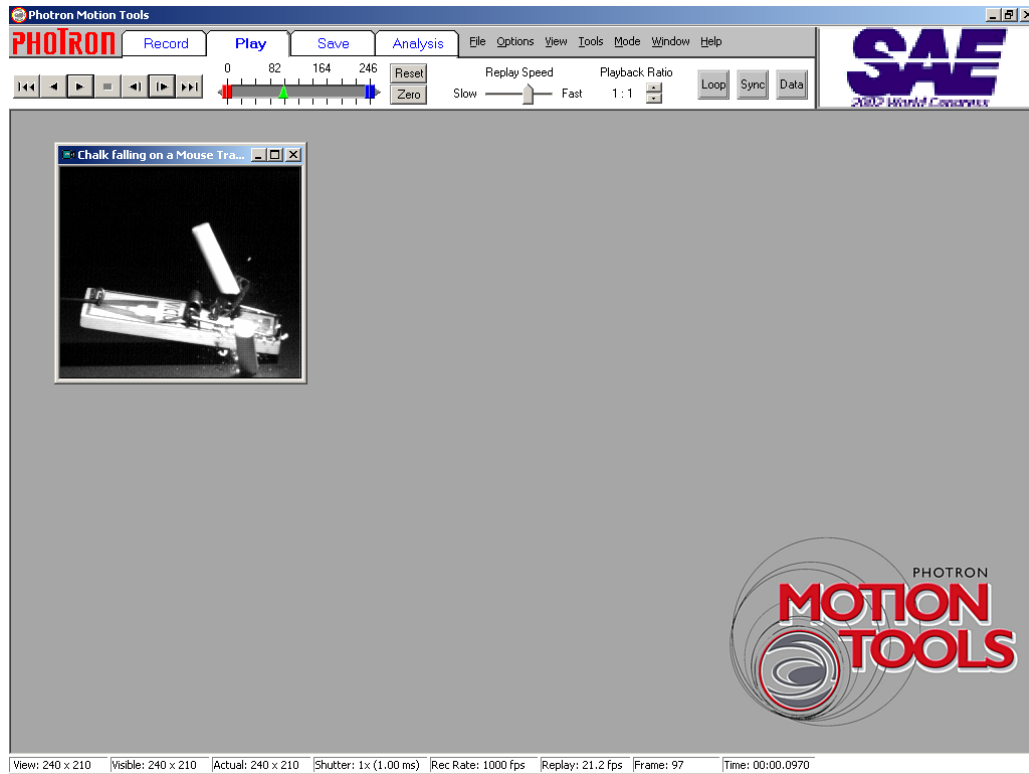 Photron Motion Tools
PHOTRON Record Play Save Analysis File Options View Tools Mode Window Help
0 82 164 246 Reset Replay Speed Playback Ratio
Zero Slow Fast 1 : 1 Loop Sync Data
SAE
2002 World Congress
Chalk falling on a Mouse Tra...
PHOTRON
MOTION
TOOLS
View: 240 x 210 Visible: 240 x 210 Actual: 240 x 210 Shutter: 1x (1.00 ms) Rec Rate: 1000 fps Replay: 21.2 fps Frame: 97 Time: 00:00.0970